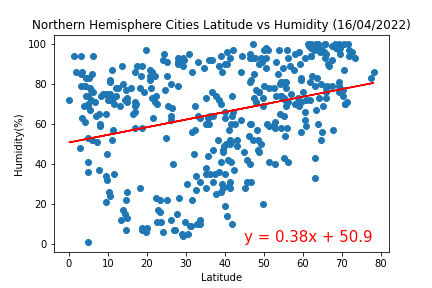 Northern Hemisphere Cities Latitude vs Humidity (16/04/2022)
100
80
60
40
20
0
Humidity(%)
y = 0.38x + 50.9
0 10 20 30 40 50 60 70 80
Latitude